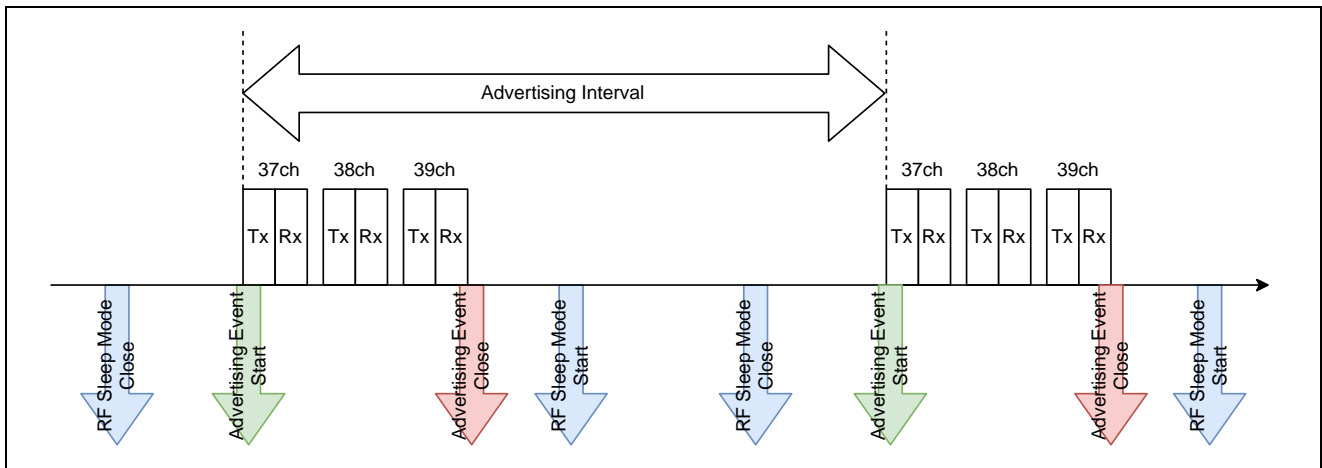 Advertising Interval
37ch
38ch
39ch
37ch
38ch
39ch
Tx
Rx
Tx
Rx
Tx
Rx
Tx
Rx
Tx
Rx
Tx
Rx
RF Sleep Mode
Close
Advertising Event
Start
Advertising Event
Close
RF Sleep Mode
Start
RF Sleep Mode
Close
Advertising Event
Start
Advertising Event
Close
RF Sleep Mode
Start